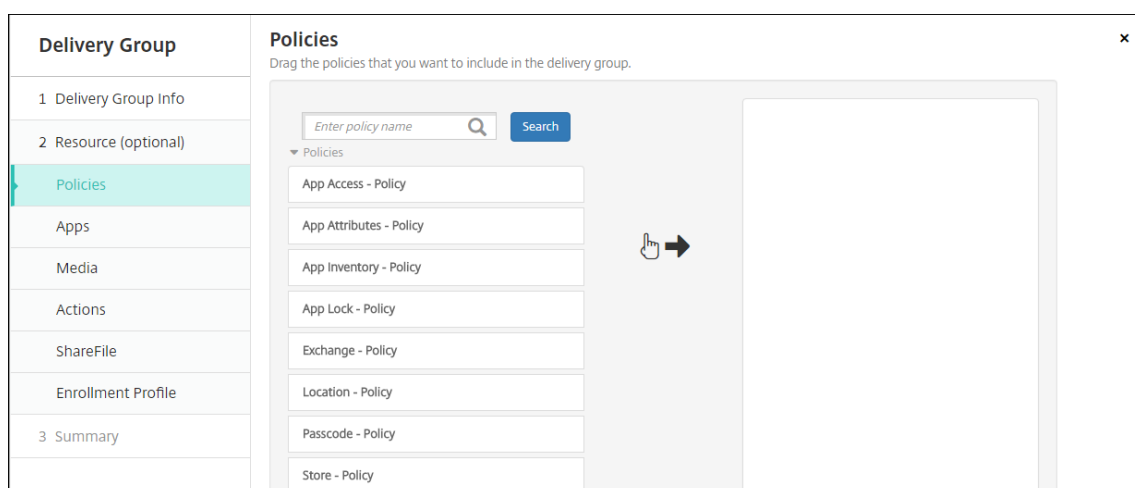 Delivery Group
1 Delivery Group Info
2 Resource (optional)
Policies
Apps
Media
Actions
ShareFile
Enrollment Profile
3 Summary
Policies
×
Drag the policies that you want to include in the delivery group.
Enter policy name
Search
Policies
App Access - Policy
App Attributes - Policy
App Inventory - Policy
App Lock - Policy
Exchange - Policy
Location - Policy
Passcode - Policy
Store - Policy